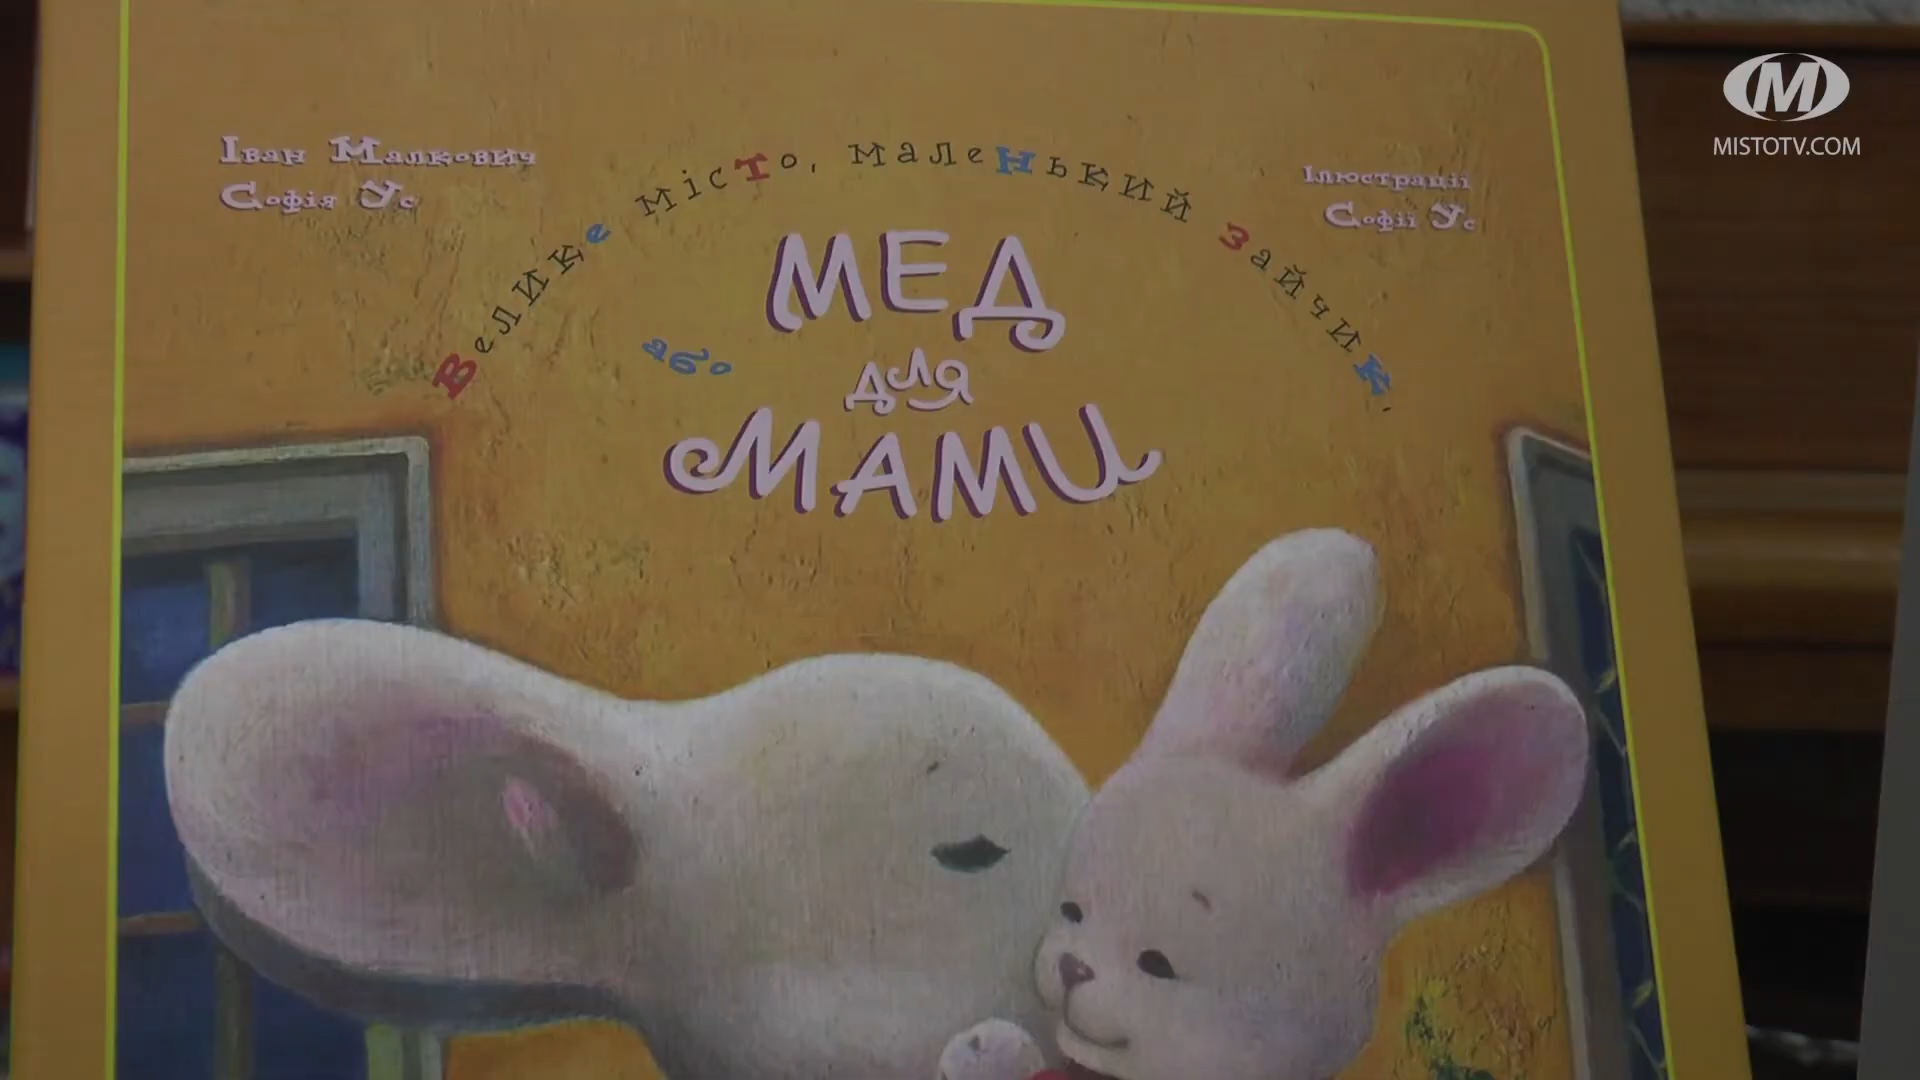 Іван Малкович
Софія Ус
Велике місто, маленький зайчик,
Ілюстрації
Софії Ус
або
МЕД
для
МАМИ
M
MISTOTV.COM